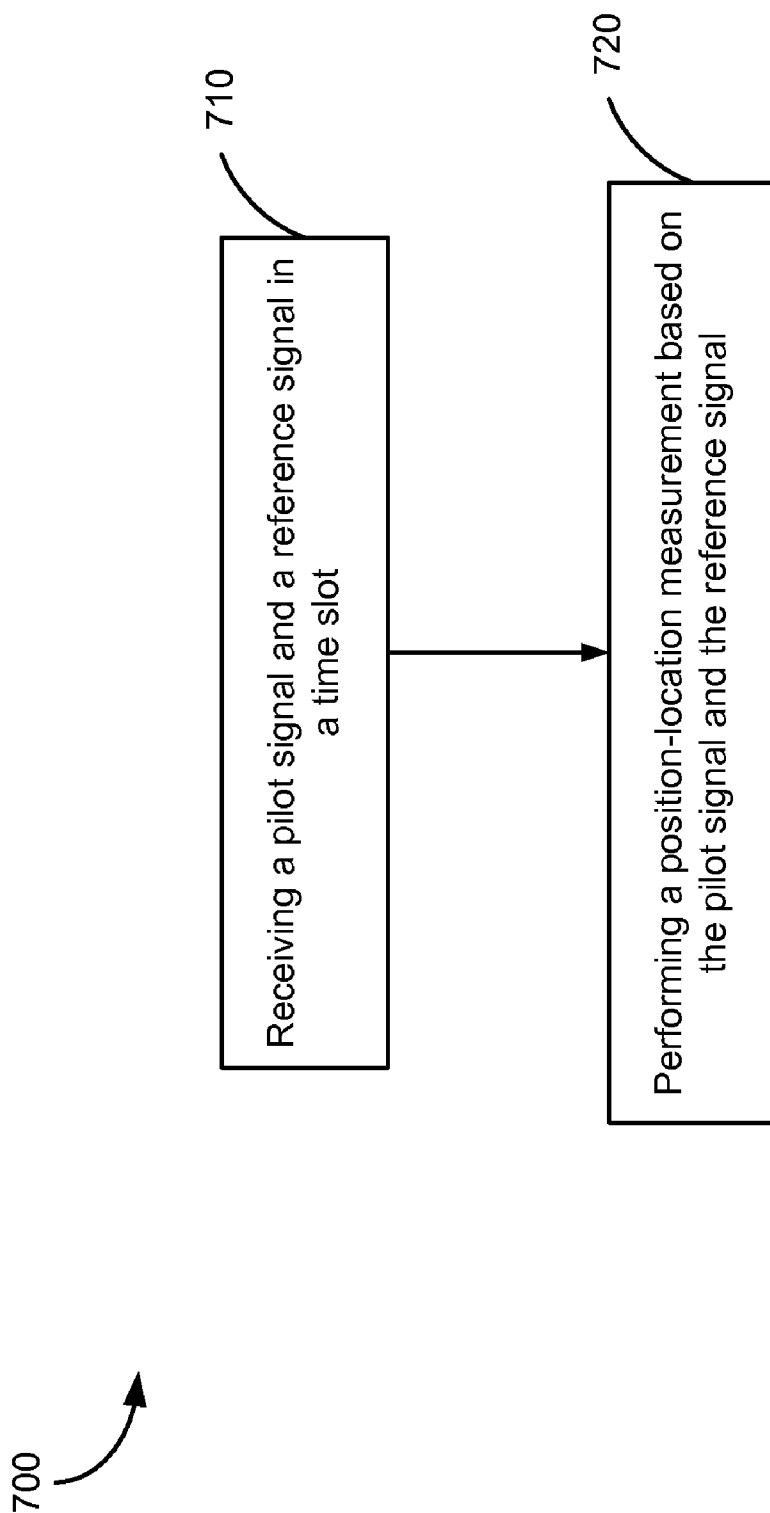 700
710
Receiving a pilot signal and a reference signal in
a time slot
720
Performing a position-location measurement based on
the pilot signal and the reference signal